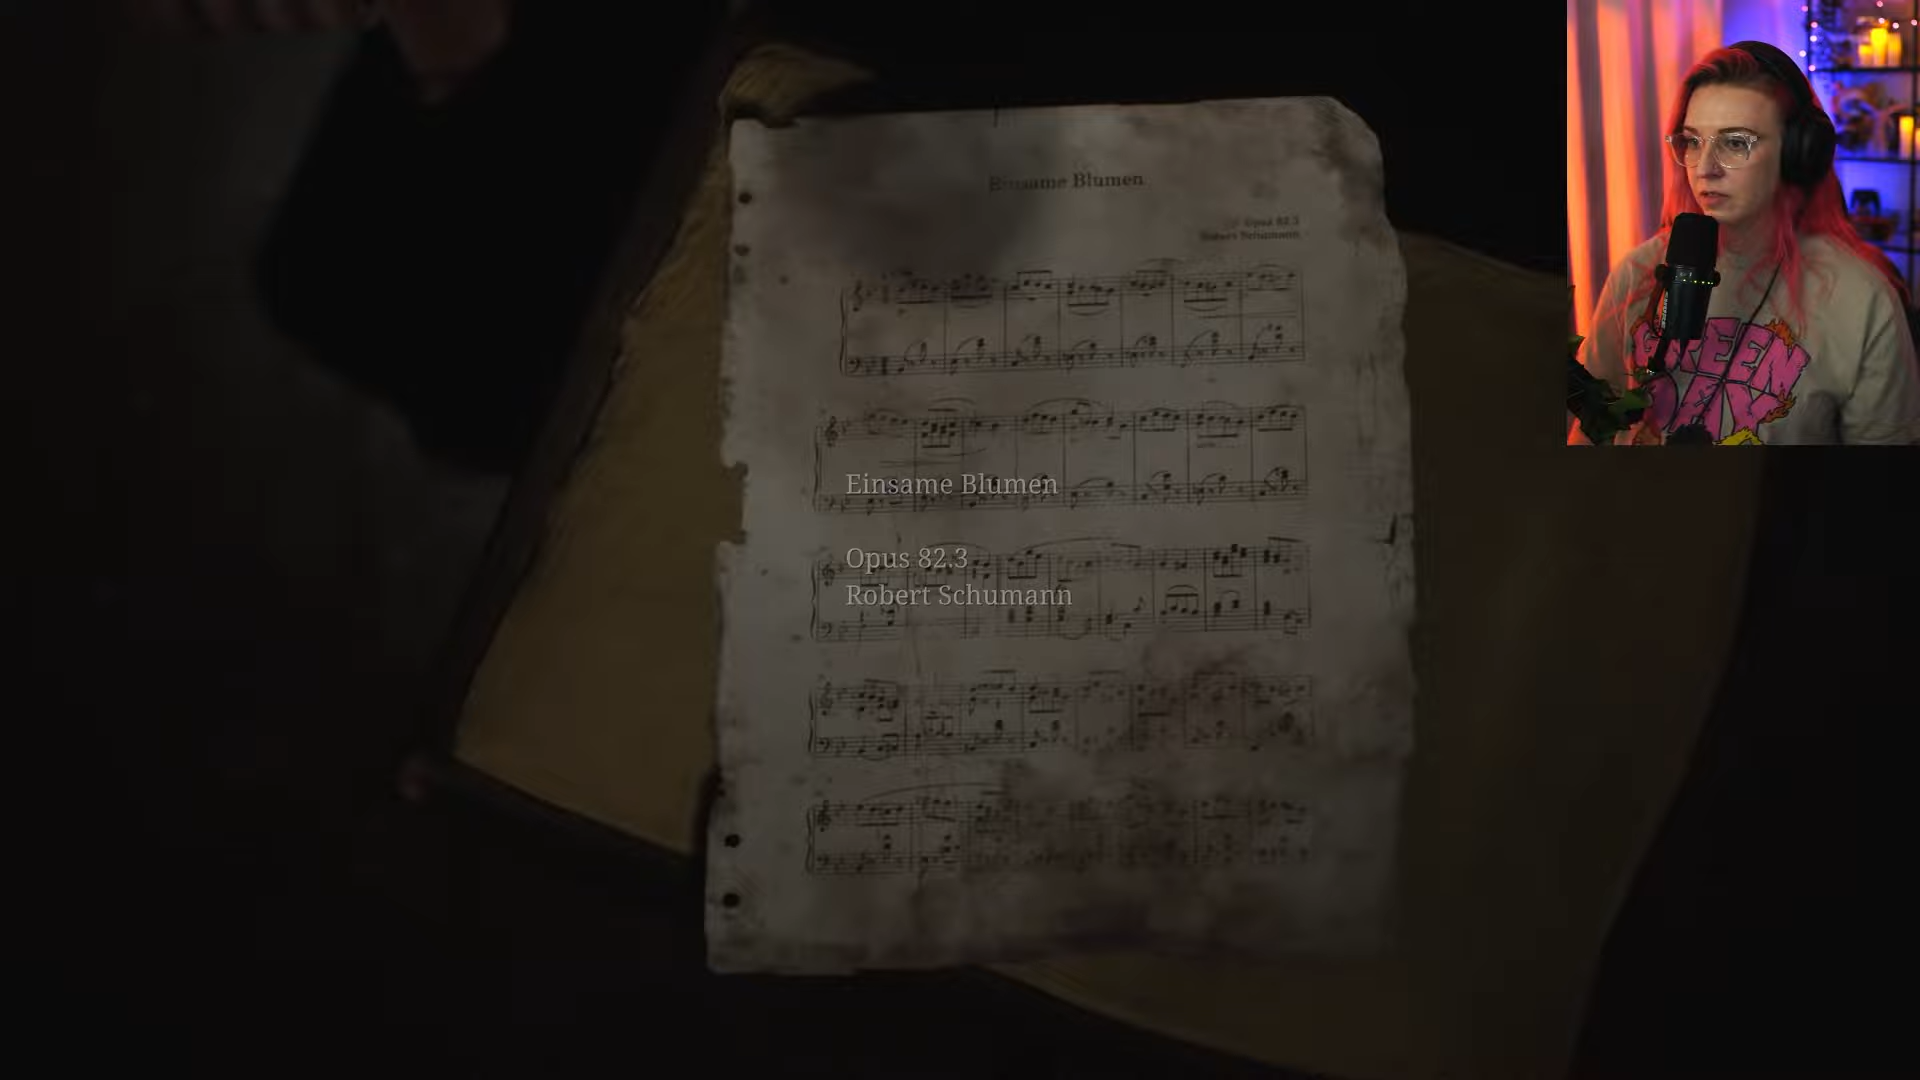 Einsame Blumen
Opus 82.3
Robert Schumann
Einsame Blumen
Opus 82.3
Robert Schumann
GREEN
DAY